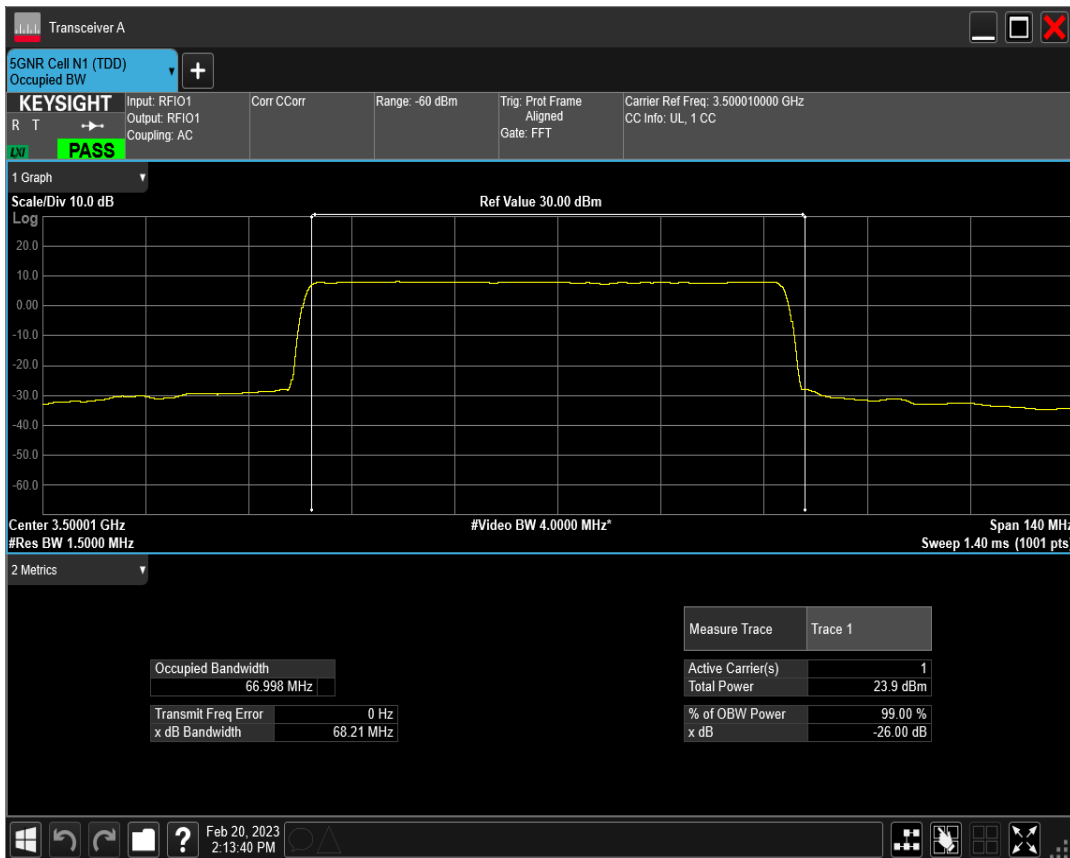 Transceiver A
5GNR Cell N1 (TDD)
Occupied BW
KEYSIGHT
R T
LXI
PASS
Input: RFIO1
Output: RFIO1
Coupling: AC
Corr CCorr
Range: -60 dBm
Trig: Prot Frame
Aligned
Gate: FFT
Carrier Ref Freq: 3.500010000 GHz
CC Info: UL, 1 CC
1 Graph
Scale/Div 10.0 dB
Ref Value 30.00 dBm
Log
20.0
10.0
0.00
-10.0
-20.0
-30.0
-40.0
-50.0
-60.0
Center 3.50001 GHz
#Video BW 4.0000 MHz*
Span 140 MHz
#Res BW 1.5000 MHz
Sweep 1.40 ms (1001 pts)
2 Metrics
Measure Trace Trace 1
Occupied Bandwidth
66.998 MHz
Active Carrier(s) 1
Total Power 23.9 dBm
Transmit Freq Error 0 Hz
x dB Bandwidth 68.21 MHz
% of OBW Power 99.00 %
x dB -26.00 dB
?
Feb 20, 2023
2:13:40 PM